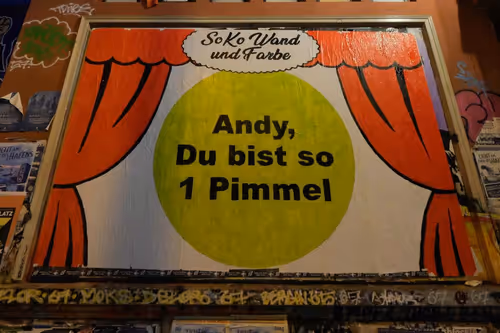 SoKo Wand
und Farbe
Andy,
Du bist so
1 Pimmel